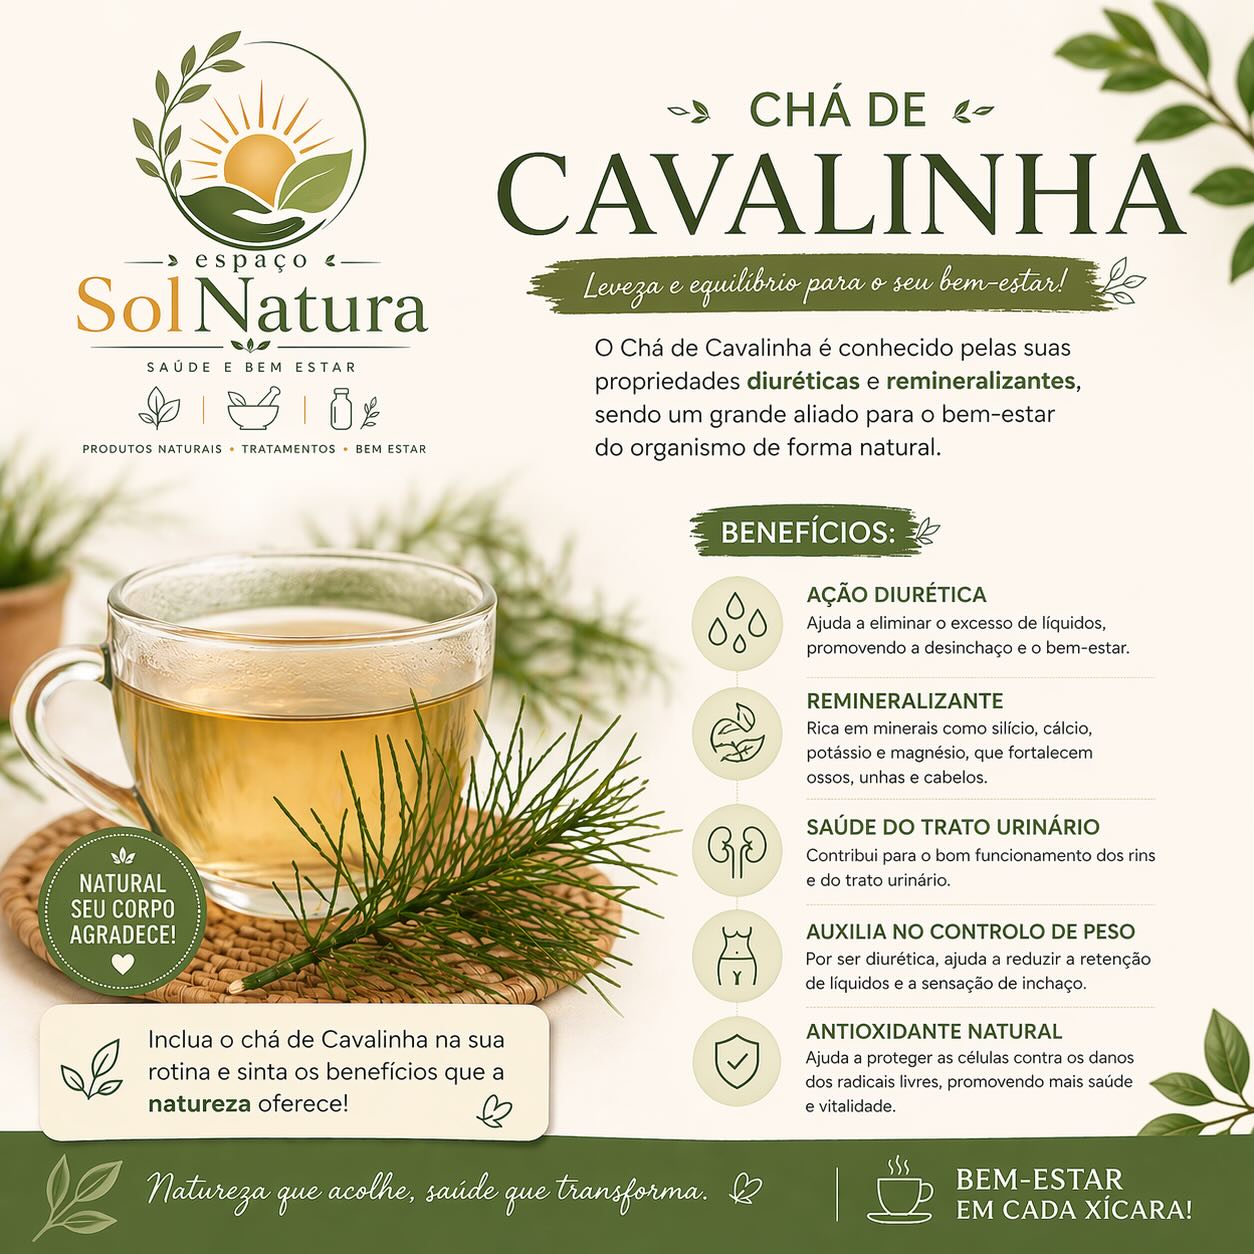 espaço
SolNatura
SAÚDE E BEM ESTAR
PRODUTOS NATURAIS • TRATAMENTOS • BEM ESTAR
CHÁ DE
CAVALINHA
Leveza e equilíbrio para o seu bem-estar!
O Chá de Cavalinha é conhecido pelas suas
propriedades diuréticas e remineralizantes,
sendo um grande aliado para o bem-estar
do organismo de forma natural.
BENEFÍCIOS:
AÇÃO DIURÉTICA
Ajuda a eliminar o excesso de líquidos,
promovendo a desinchaço e o bem-estar.
REMINERALIZANTE
Rica em minerais como silício, cálcio,
potássio e magnésio, que fortalecem
ossos, unhas e cabelos.
SAÚDE DO TRATO URINÁRIO
Contribui para o bom funcionamento dos rins
e do trato urinário.
AUXILIA NO CONTROLO DE PESO
Por ser diurética, ajuda a reduzir a retenção
de líquidos e a sensação de inchaço.
ANTIOXIDANTE NATURAL
Ajuda a proteger as células contra os danos
dos radicais livres, promovendo mais saúde
e vitalidade.
NATURAL
SEU CORPO
AGRADECE!
Inclua o chá de Cavalinha na sua
rotina e sinta os benefícios que a
natureza oferece!
Natureza que acolhe, saúde que transforma.
BEM-ESTAR
EM CADA XÍCARA!